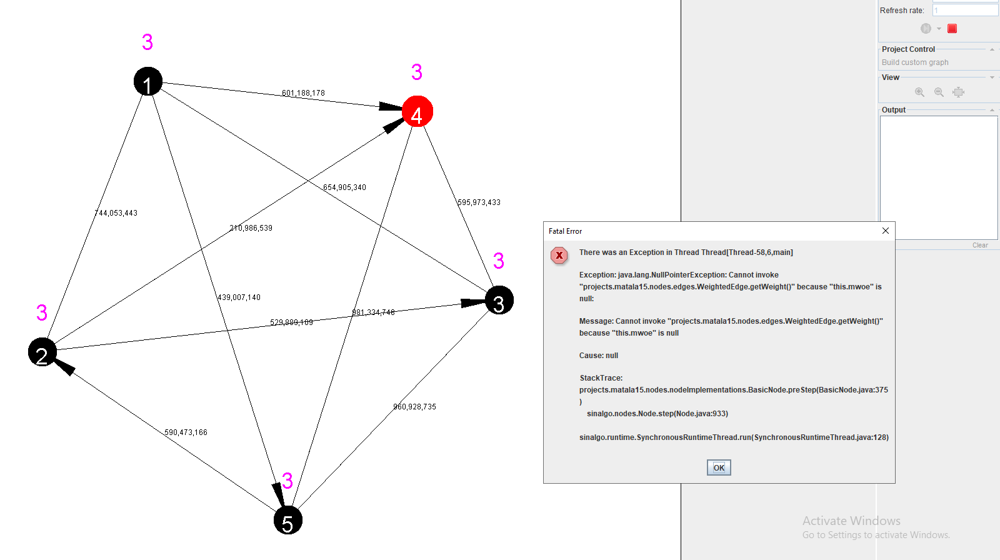 3
1
3
4
601,188,178
654,905,340
744,053,443
210,986,539
595,973,433
3
3
439,007,140
981,334,748
529,889,109
3
2
960,928,735
590,473,166
3
5
Refresh rate: 1
Project Control
Build custom graph
View
Output
Clear
Fatal Error
There was an Exception in Thread Thread[Thread-58,6,main]
Exception: java.lang.NullPointerException: Cannot invoke
"projects.matala15.nodes.edges.WeightedEdge.getWeight()" because "this.mwoe" is
null:
Message: Cannot invoke "projects.matala15.nodes.edges.WeightedEdge.getWeight()"
because "this.mwoe" is null
Cause: null
StackTrace:
projects.matala15.nodes.nodeImplementations.BasicNode.preStep(BasicNode.java:375
)
sinalgo.nodes.Node.step(Node.java:933)
sinalgo.runtime.SynchronousRuntimeThread.run(SynchronousRuntimeThread.java:128)
OK
Activate Windows
Go to Settings to activate Windows.